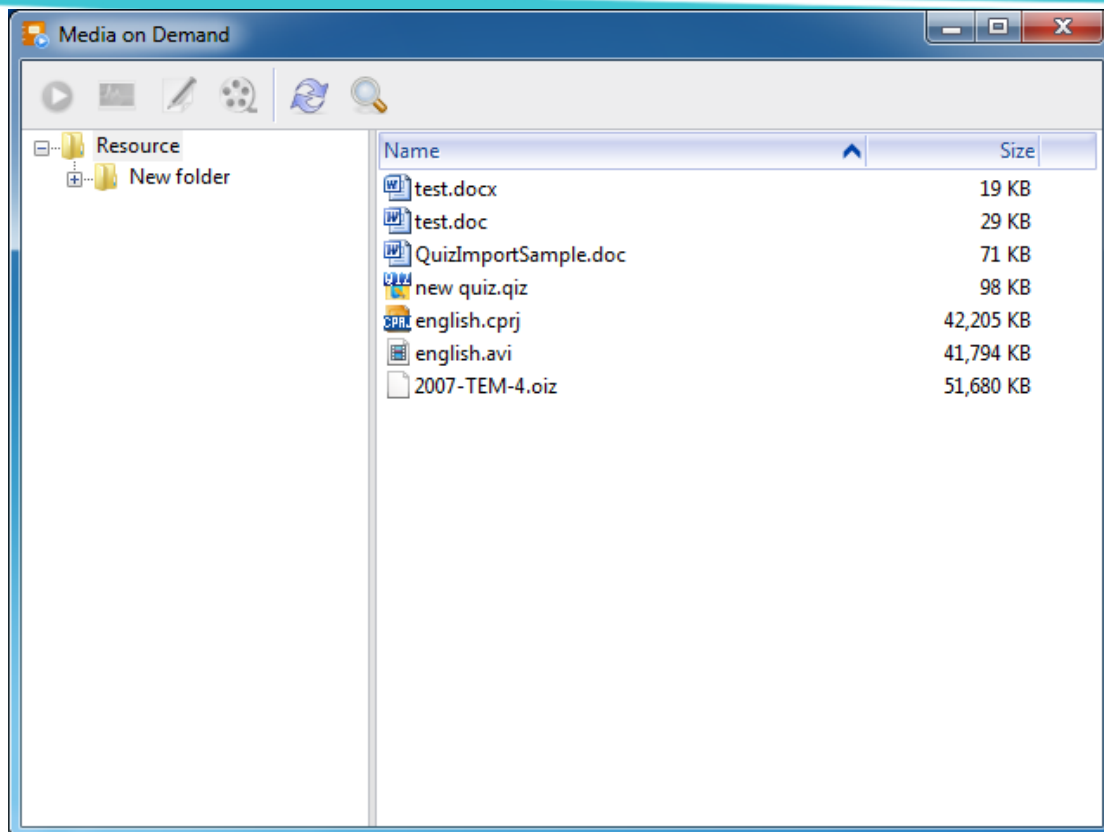 Media on Demand
Resource
New folder
Name Size
test.docx 19 KB
test.doc 29 KB
QuizImportSample.doc 71 KB
new quiz.qiz 98 KB
english.cprj 42,205 KB
english.avi 41,794 KB
2007-TEM-4.oiz 51,680 KB